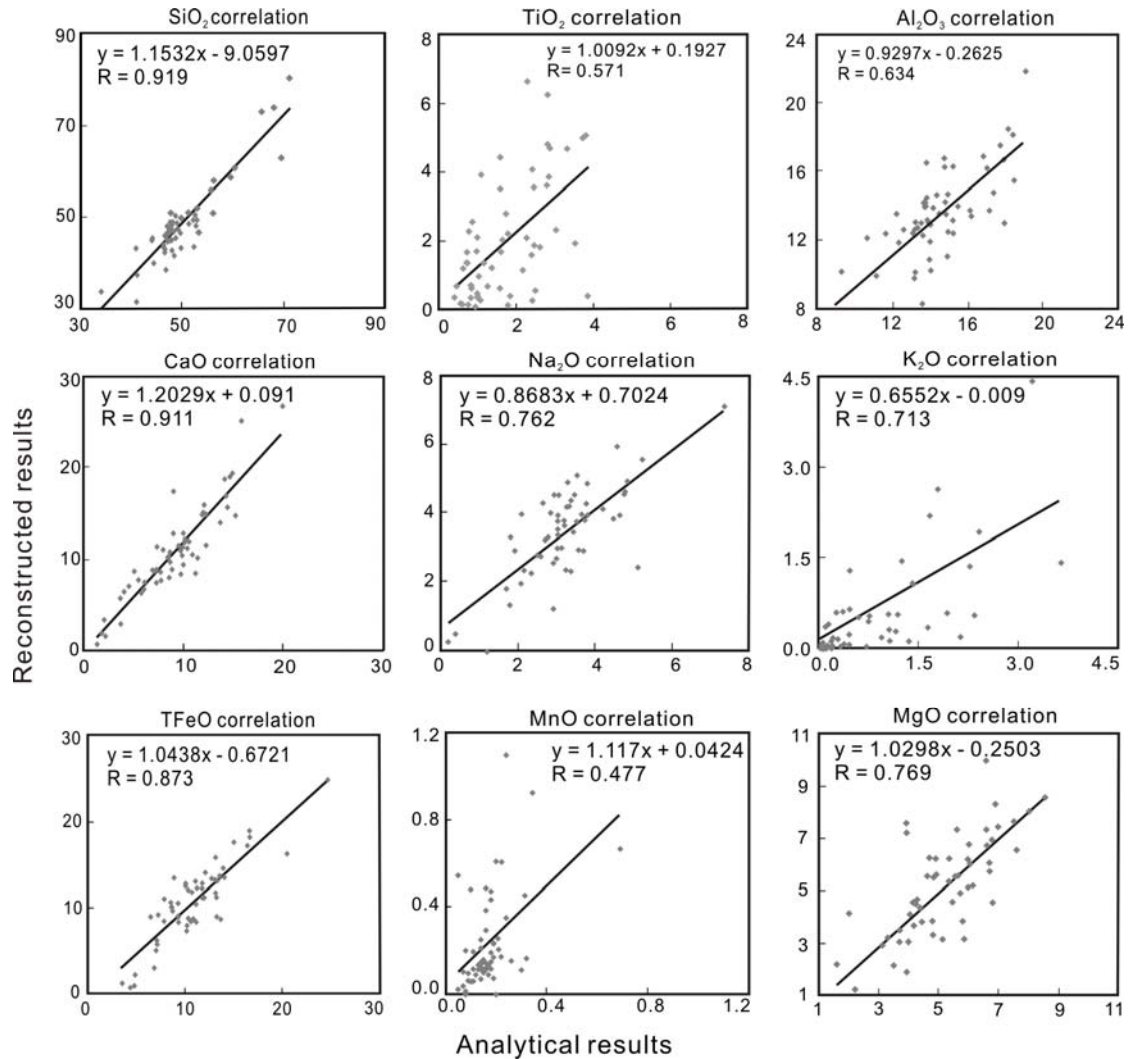 SiO₂ correlation
90
70
50
30
y = 1.1532x - 9.0597
R = 0.919
30 50 70 90
TiO₂ correlation
8
6
4
2
0
y = 1.0092x + 0.1927
R = 0.571
0 2 4 6 8
Al₂O₃ correlation
24
20
16
12
8
y = 0.9297x - 0.2625
R = 0.634
8 12 16 20 24
Reconstructed results
CaO correlation
30
20
10
0
y = 1.2029x + 0.091
R = 0.911
0 10 20 30
Na₂O correlation
8
6
4
2
0
y = 0.8683x + 0.7024
R = 0.762
0 2 4 6 8
K₂O correlation
4.5
3.0
1.5
0.0
y = 0.6552x - 0.009
R = 0.713
0.0 1.5 3.0 4.5
TFeO correlation
30
20
10
0
y = 1.0438x - 0.6721
R = 0.873
0 10 20 30
MnO correlation
1.2
0.8
0.4
0.0
y = 1.117x + 0.0424
R = 0.477
0.0 0.4 0.8 1.2
MgO correlation
11
9
7
5
3
1
y = 1.0298x - 0.2503
R = 0.769
1 3 5 7 9 11
Analytical results